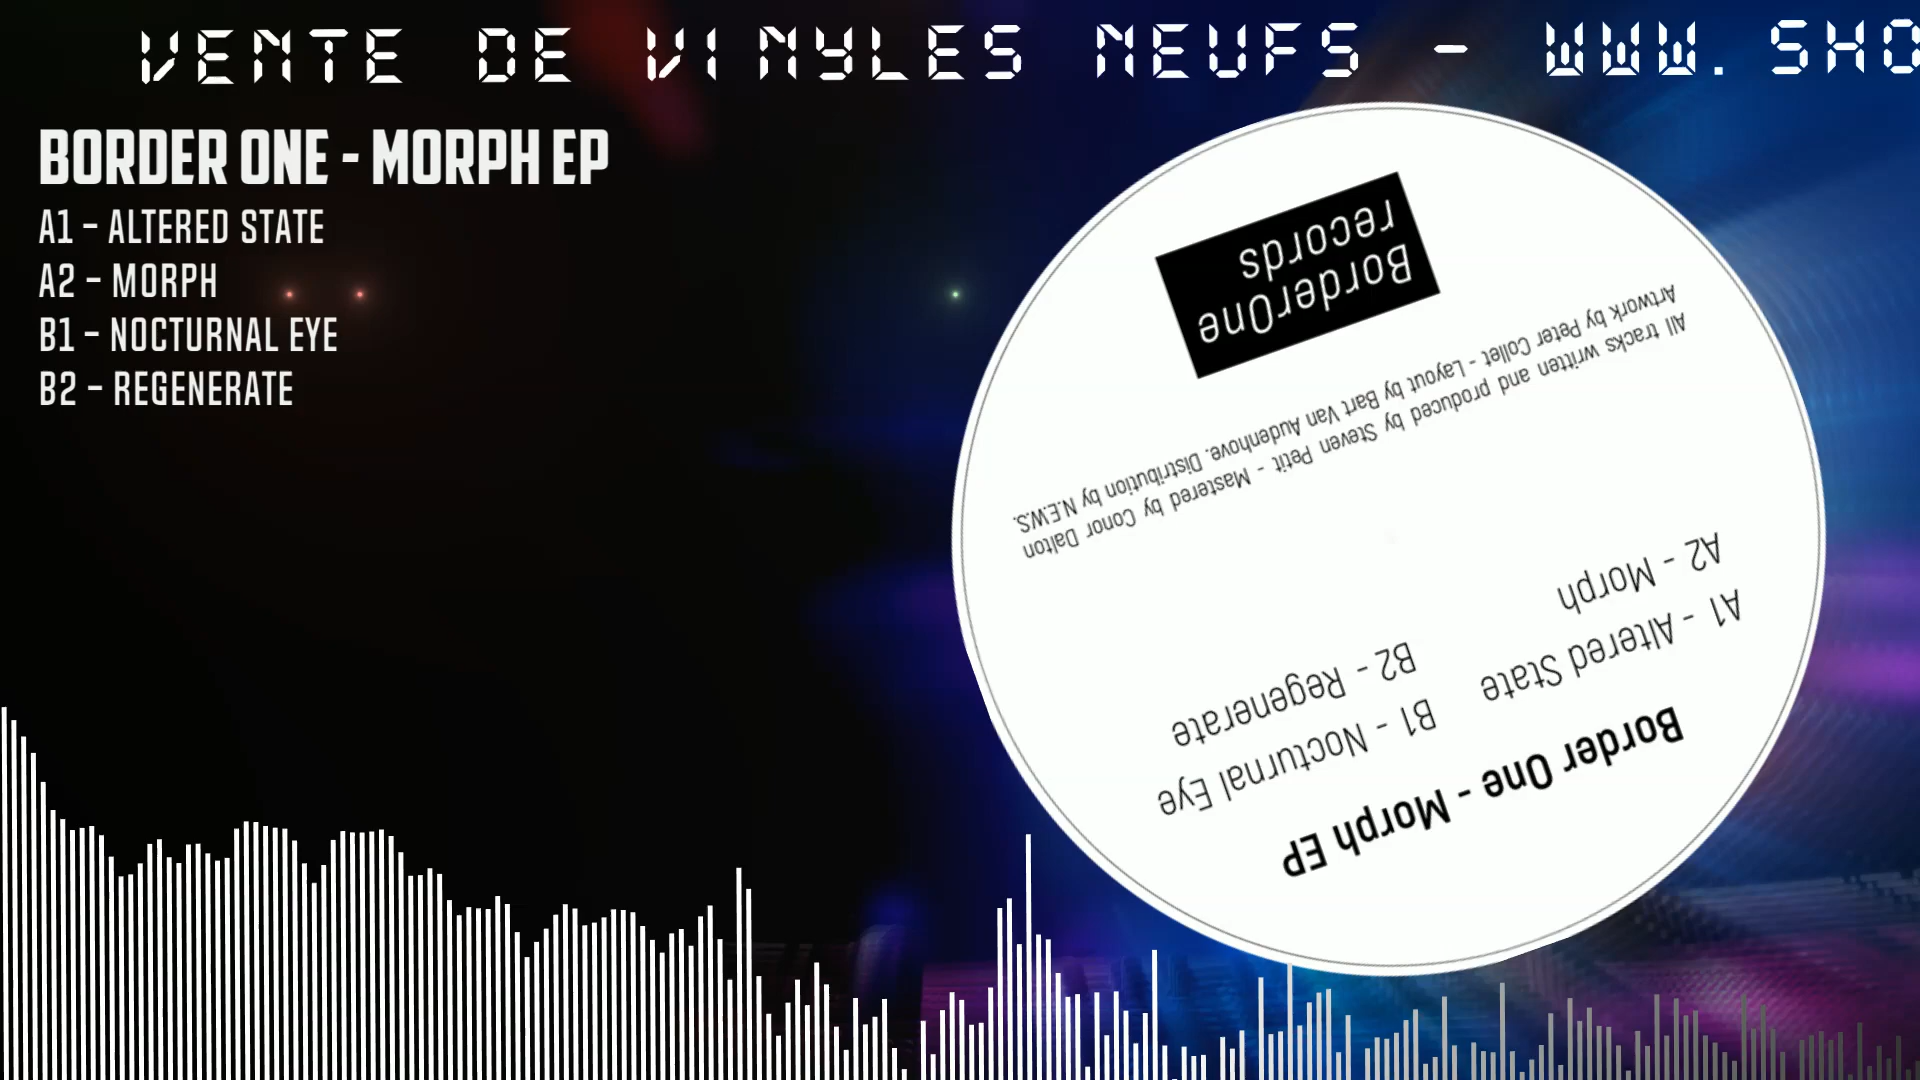 VENTE DE VINYLES NEUFS - WWW.SHO
BORDER ONE - MORPH EP
A1 - ALTERED STATE
A2 - MORPH
B1 - NOCTURNAL EYE
B2 - REGENERATE
Border One - Morph EP
A1 - Altered State
A2 - Morph
B1 - Nocturnal Eye
B2 - Regenerate
All tracks written and produced by Steven Petit - Mastered by Conor Dalton
Artwork by Peter Collet - Layout by Bart Van Audenhove. Distribution by N.E.W.S.
BorderOne
records